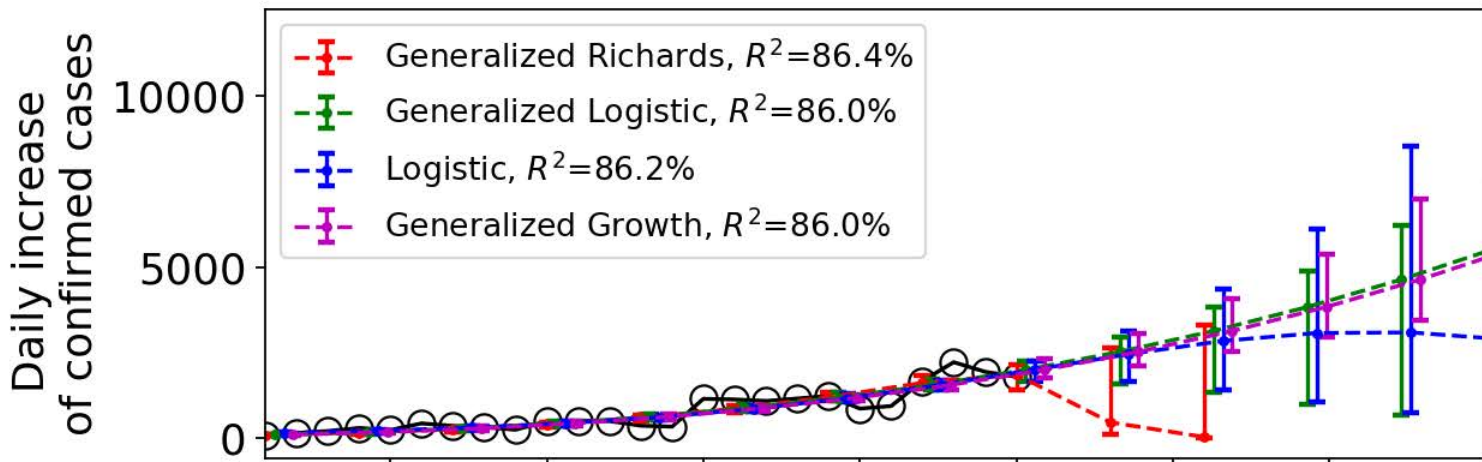 Daily increase
of confirmed cases
10000
5000
0
Generalized Richards, R²=86.4%
Generalized Logistic, R²=86.0%
Logistic, R²=86.2%
Generalized Growth, R²=86.0%